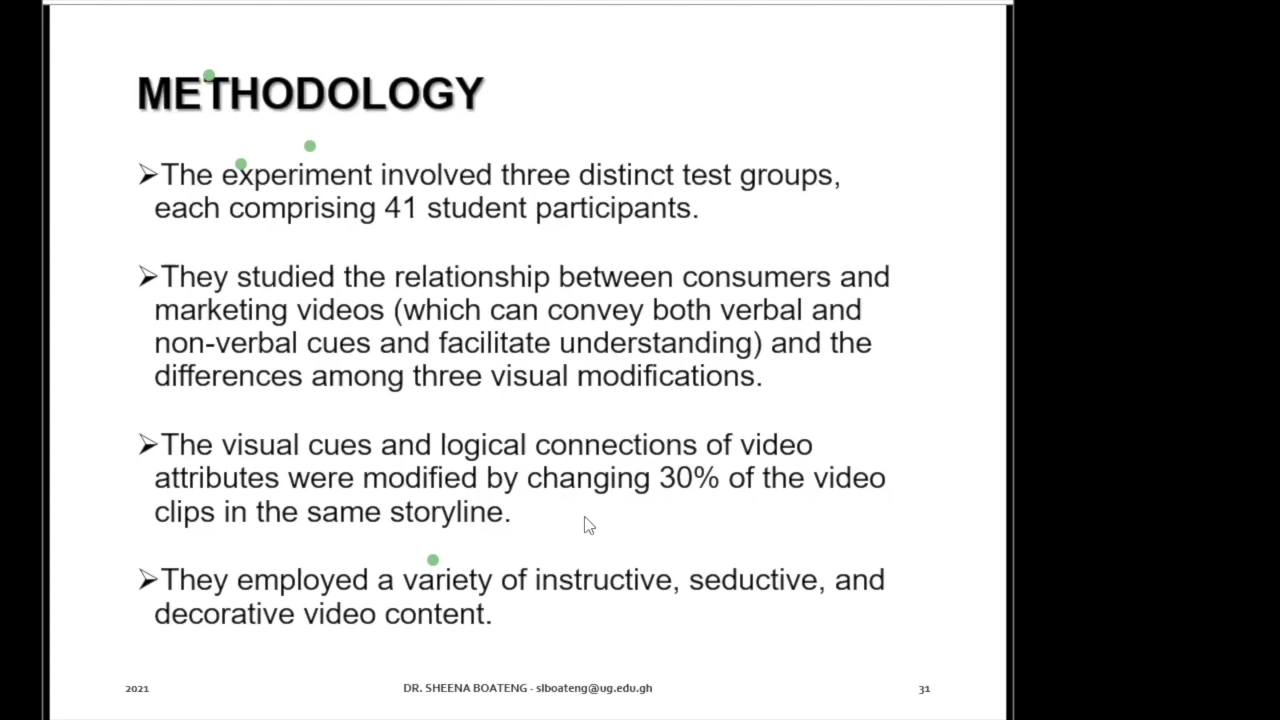 METHODOLOGY
➢The experiment involved three distinct test groups,
each comprising 41 student participants.
➢They studied the relationship between consumers and
marketing videos (which can convey both verbal and
non-verbal cues and facilitate understanding) and the
differences among three visual modifications.
➢The visual cues and logical connections of video
attributes were modified by changing 30% of the video
clips in the same storyline.
➢They employed a variety of instructive, seductive, and
decorative video content.
2021 DR. SHEENA BOATENG - slboateng@ug.edu.gh 31